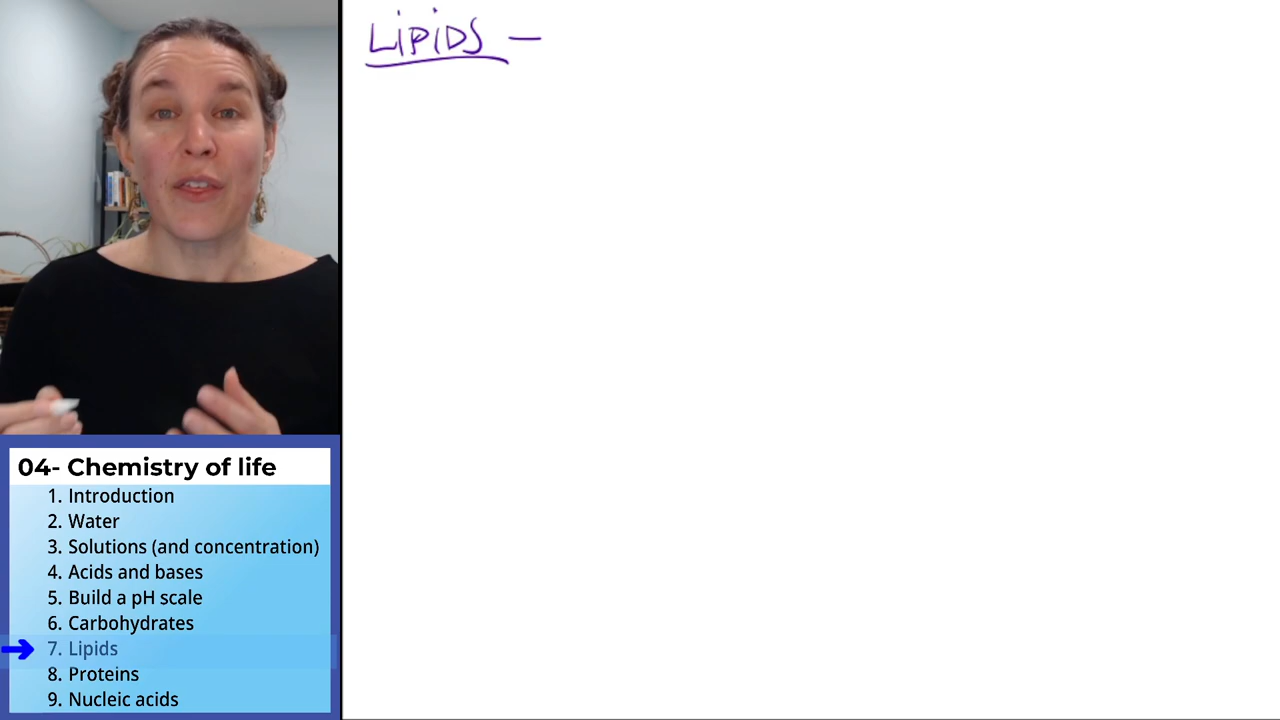 LiPiDS —
04- Chemistry of life
1. Introduction
2. Water
3. Solutions (and concentration)
4. Acids and bases
5. Build a pH scale
6. Carbohydrates
7. Lipids
8. Proteins
9. Nucleic acids